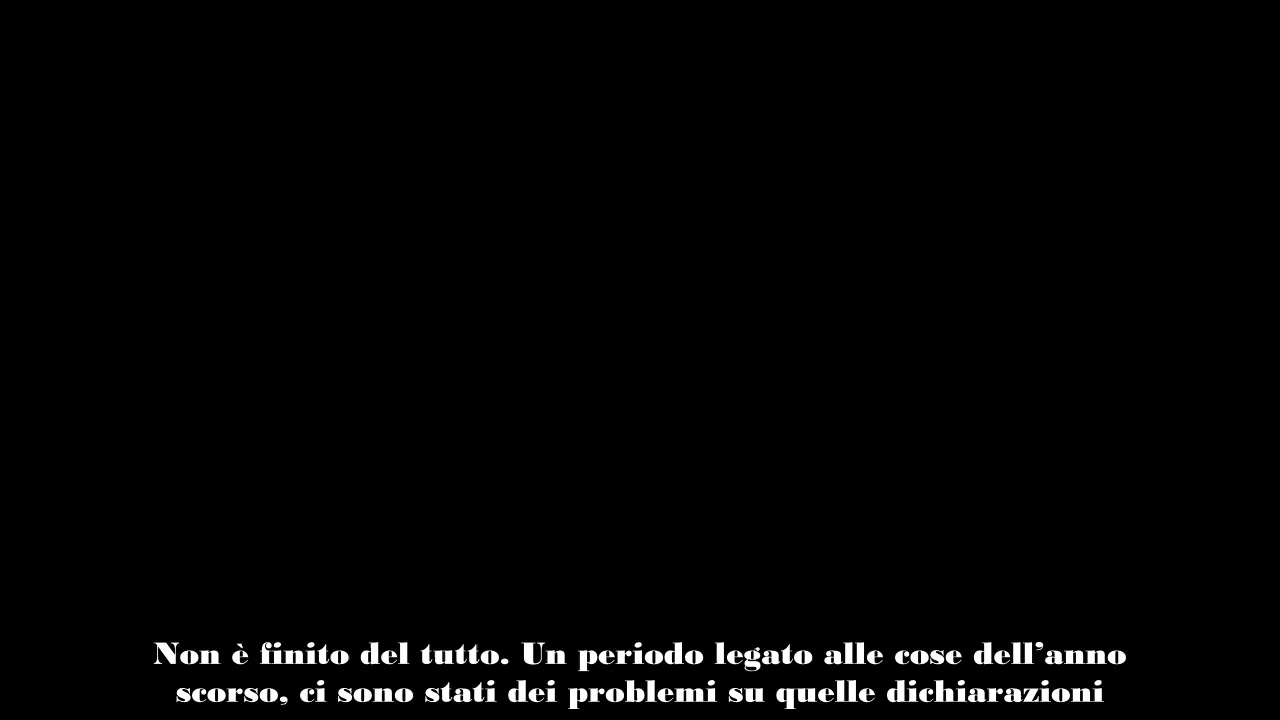 Non è finito del tutto. Un periodo legato alle cose dell’anno
scorso, ci sono stati dei problemi su quelle dichiarazioni